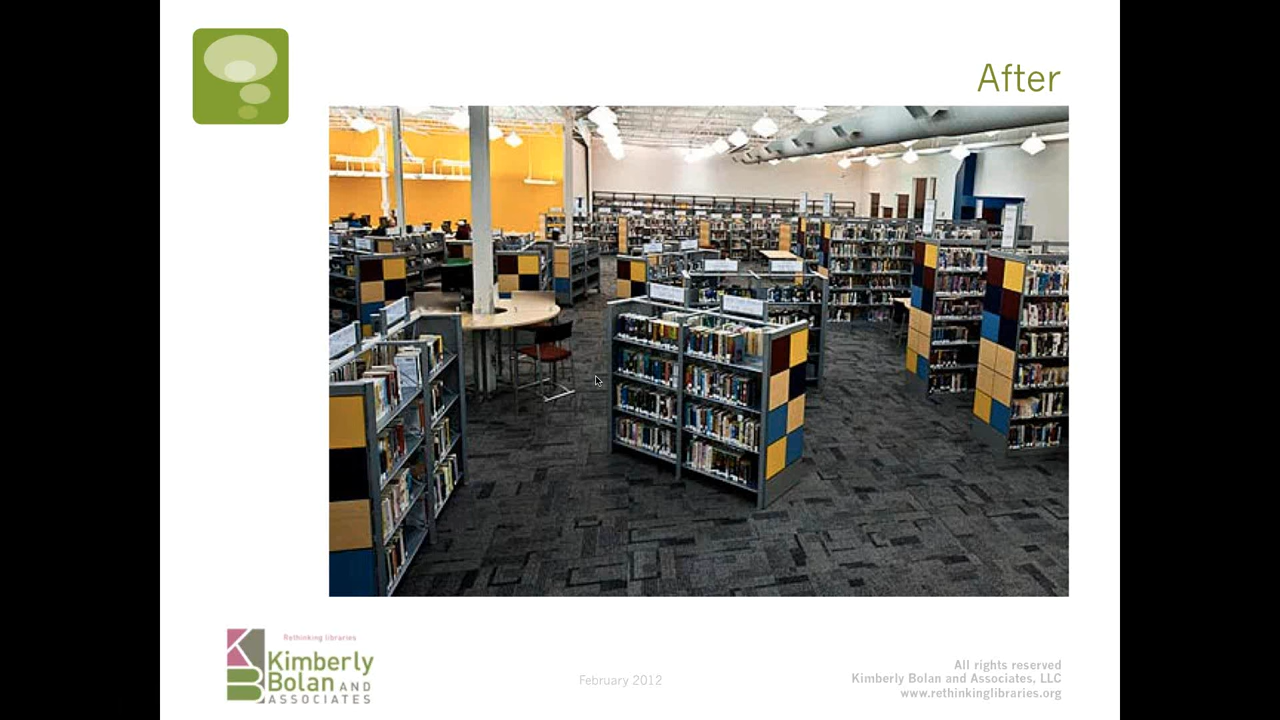 After
Rethinking libraries
Kimberly
Bolan AND
ASSOCIATES
February 2012
All rights reserved
Kimberly Bolan and Associates, LLC
www.rethinkinglibraries.org